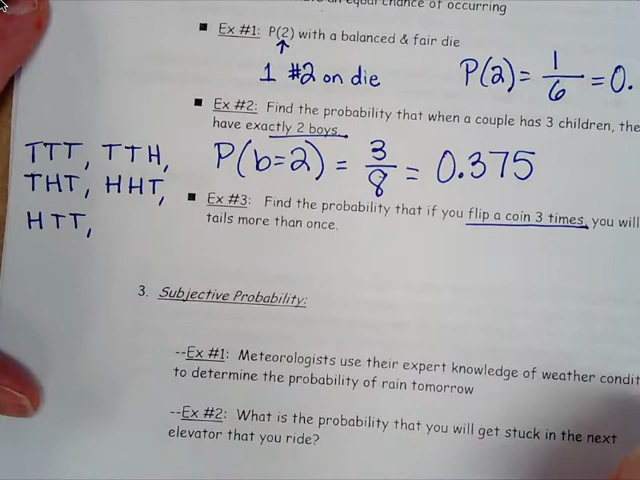 have an equal chance of occurring
Ex #1: P(2) with a balanced & fair die
1 #2 on die
P(2) = 1/6 = 0.
Ex #2: Find the probability that when a couple has 3 children, the
have exactly 2 boys.
P(b=2) = 3/8 = 0.375
TTT, TTH,
THT, HHT,
HTT,
Ex #3: Find the probability that if you flip a coin 3 times, you will
tails more than once.
3. Subjective Probability:
--Ex #1: Meteorologists use their expert knowledge of weather condit
to determine the probability of rain tomorrow
--Ex #2: What is the probability that you will get stuck in the next
elevator that you ride?